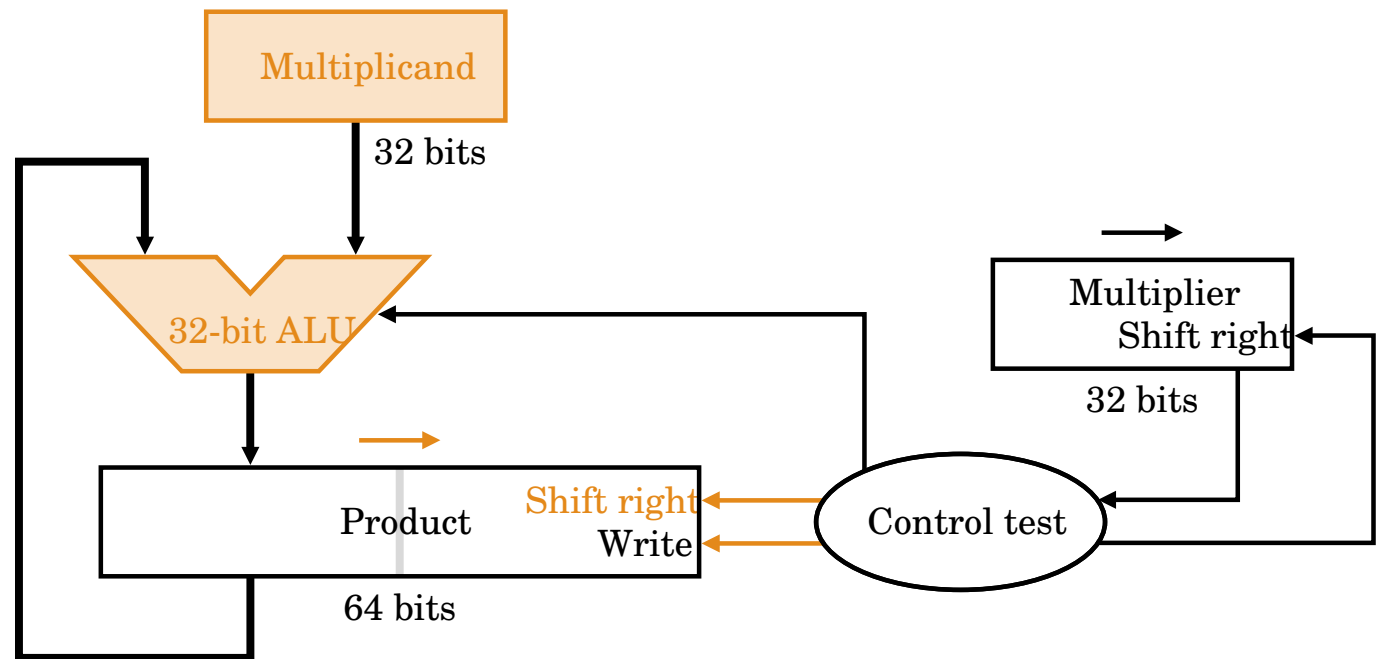 Multiplicand
32 bits
32-bit ALU
Multiplier
Shift right
32 bits
Product
Shift right
Write
64 bits
Control test